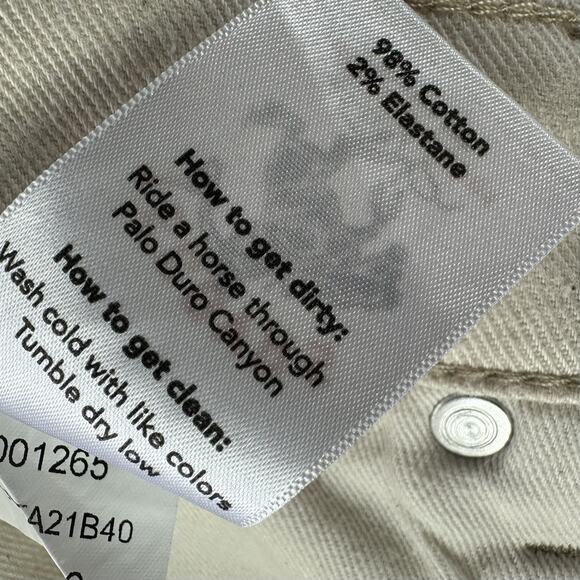 98% Cotton
2% Elastane
How to get dirty:
Ride a horse through
Palo Duro Canyon
How to get clean:
Wash cold with like colors
Tumble dry low
001265
A21B40